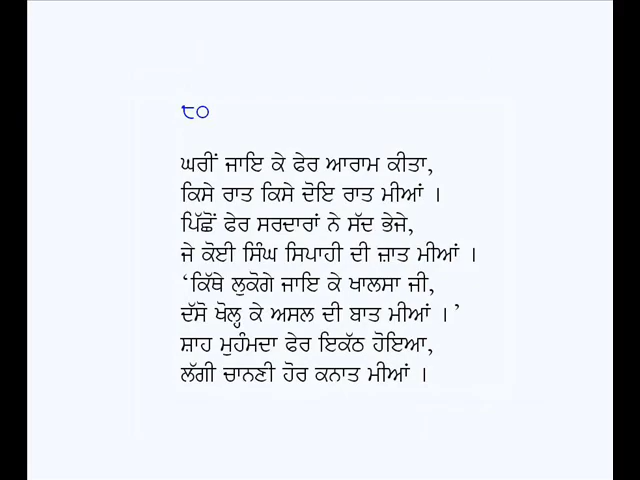 ੮੦
ਘਰੀਂ ਜਾਇ ਕੇ ਫੇਰ ਆਰਾਮ ਕੀਤਾ,
ਕਿਸੇ ਰਾਤ ਕਿਸੇ ਦੋਇ ਰਾਤ ਮੀਆਂ ।
ਪਿੱਛੋਂ ਫੇਰ ਸਰਦਾਰਾਂ ਨੇ ਸੱਦ ਭੇਜੇ,
ਜੇ ਕੋਈ ਸਿੰਘ ਸਿਪਾਹੀ ਦੀ ਜ਼ਾਤ ਮੀਆਂ ।
‘ਕਿੱਥੇ ਲੁਕੋਗੇ ਜਾਇ ਕੇ ਖਾਲਸਾ ਜੀ,
ਦੱਸੋ ਖੋਲ੍ਹ ਕੇ ਅਸਲ ਦੀ ਬਾਤ ਮੀਆਂ ।’
ਸ਼ਾਹ ਮੁਹੰਮਦਾ ਫੇਰ ਇਕੱਠ ਹੋਇਆ,
ਲੱਗੀ ਚਾਨਣੀ ਹੋਰ ਕਨਾਤ ਮੀਆਂ ।